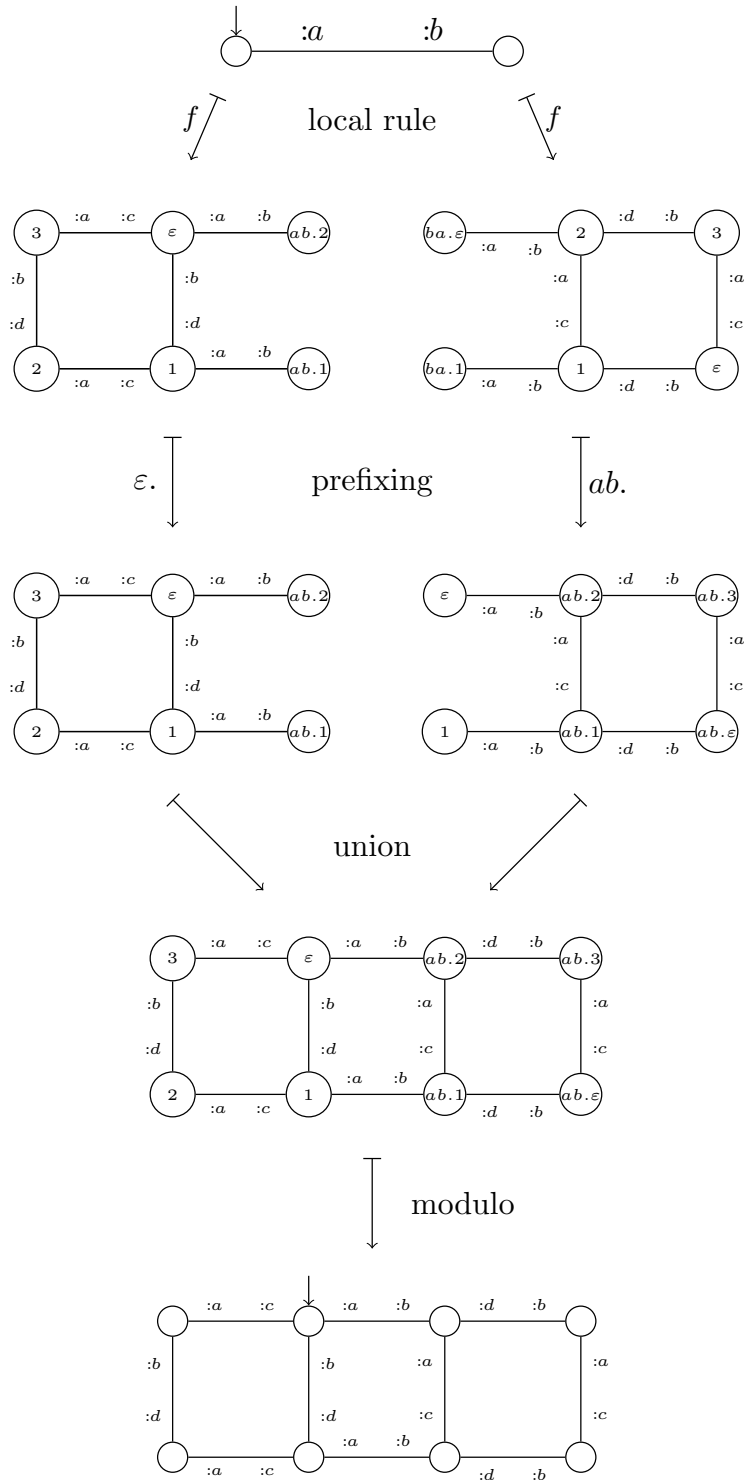 :a :b
f local rule f
3 :a :c ε :a :b ab.2 ba.ε :a :b 2 :d :b 3
:b :b :a :a
:d :d :c :c
2 :a :c 1 :a :b ab.1 ba.1 :a :b 1 :d :b ε
ε. prefixing ab.
3 :a :c ε :a :b ab.2 ε :a :b ab.2 :d :b ab.3
:b :b :a :a
:d :d :c :c
2 :a :c 1 :a :b ab.1 1 :a :b ab.1 :d :b ab.ε
union
3 :a :c ε :a :b ab.2 :d :b ab.3
:b :b :a :a
:d :d :c :c
2 :a :c 1 :a :b ab.1 :d :b ab.ε
modulo
:a :c :a :b :d :b
:b :b :a :a
:d :d :c :c
:a :c :a :b :d :b